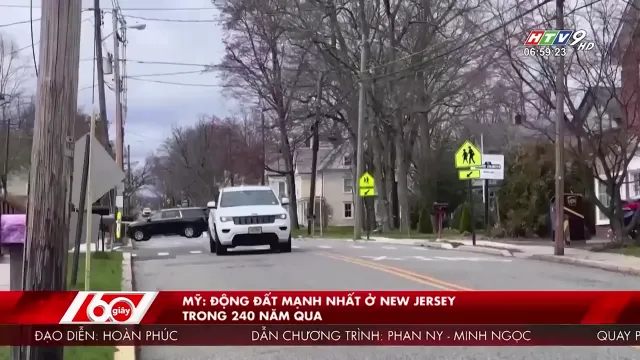 HTV9 HD
06:59:23
60 giây
MỸ: ĐỘNG ĐẤT MẠNH NHẤT Ở NEW JERSEY
TRONG 240 NĂM QUA
ĐẠO DIỄN: HOÀN PHÚC DẪN CHƯƠNG TRÌNH: PHAN NY - MINH NGỌC QUAY P